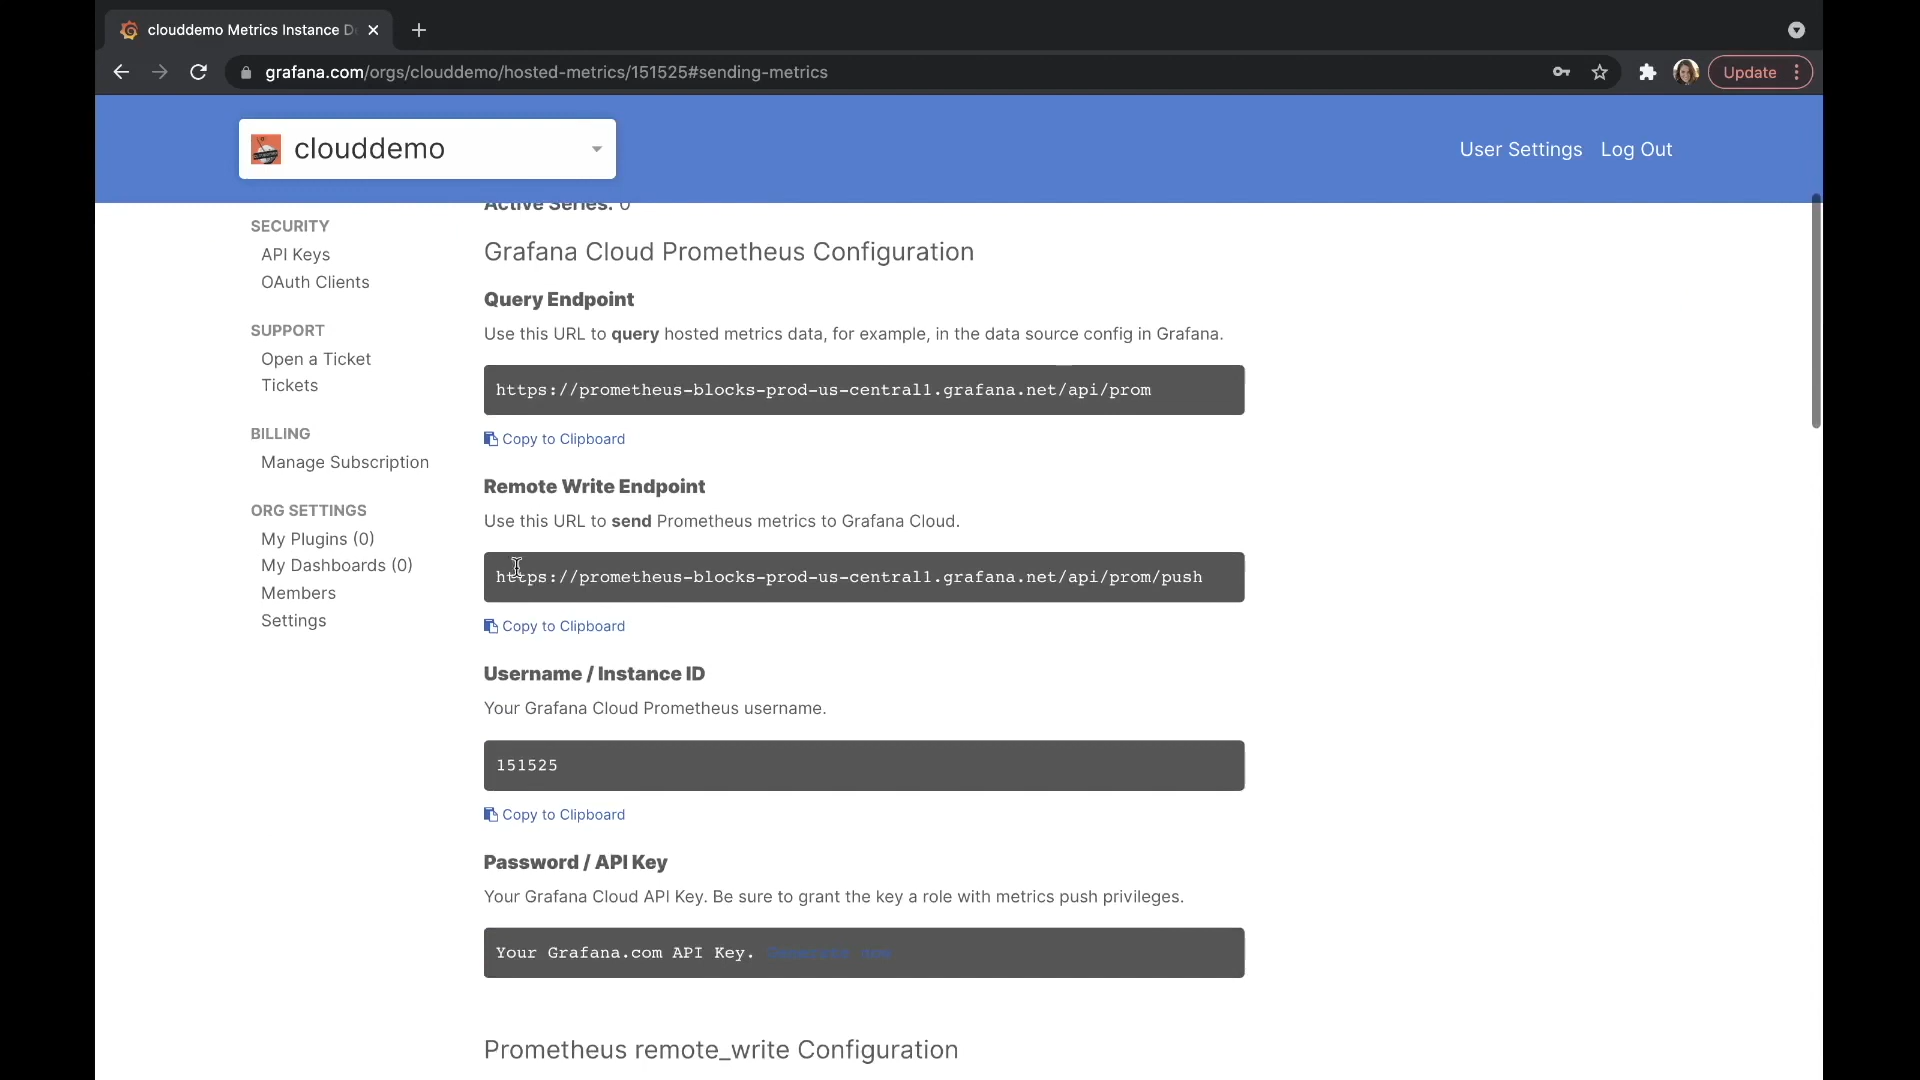 clouddemo Metrics Instance D
grafana.com/orgs/clouddemo/hosted-metrics/151525#sending-metrics
Update
clouddemo
User Settings
Log Out
SECURITY
API Keys
OAuth Clients
SUPPORT
Open a Ticket
Tickets
BILLING
Manage Subscription
ORG SETTINGS
My Plugins (0)
My Dashboards (0)
Members
Settings
Active Series: 0
Grafana Cloud Prometheus Configuration
Query Endpoint
Use this URL to query hosted metrics data, for example, in the data source config in Grafana.
https://prometheus-blocks-prod-us-central1.grafana.net/api/prom
Copy to Clipboard
Remote Write Endpoint
Use this URL to send Prometheus metrics to Grafana Cloud.
https://prometheus-blocks-prod-us-central1.grafana.net/api/prom/push
Copy to Clipboard
Username / Instance ID
Your Grafana Cloud Prometheus username.
151525
Copy to Clipboard
Password / API Key
Your Grafana Cloud API Key. Be sure to grant the key a role with metrics push privileges.
Your Grafana.com API Key.
Prometheus remote_write Configuration